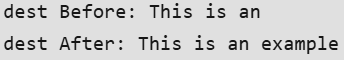 dest Before: This is an
dest After: This is an example